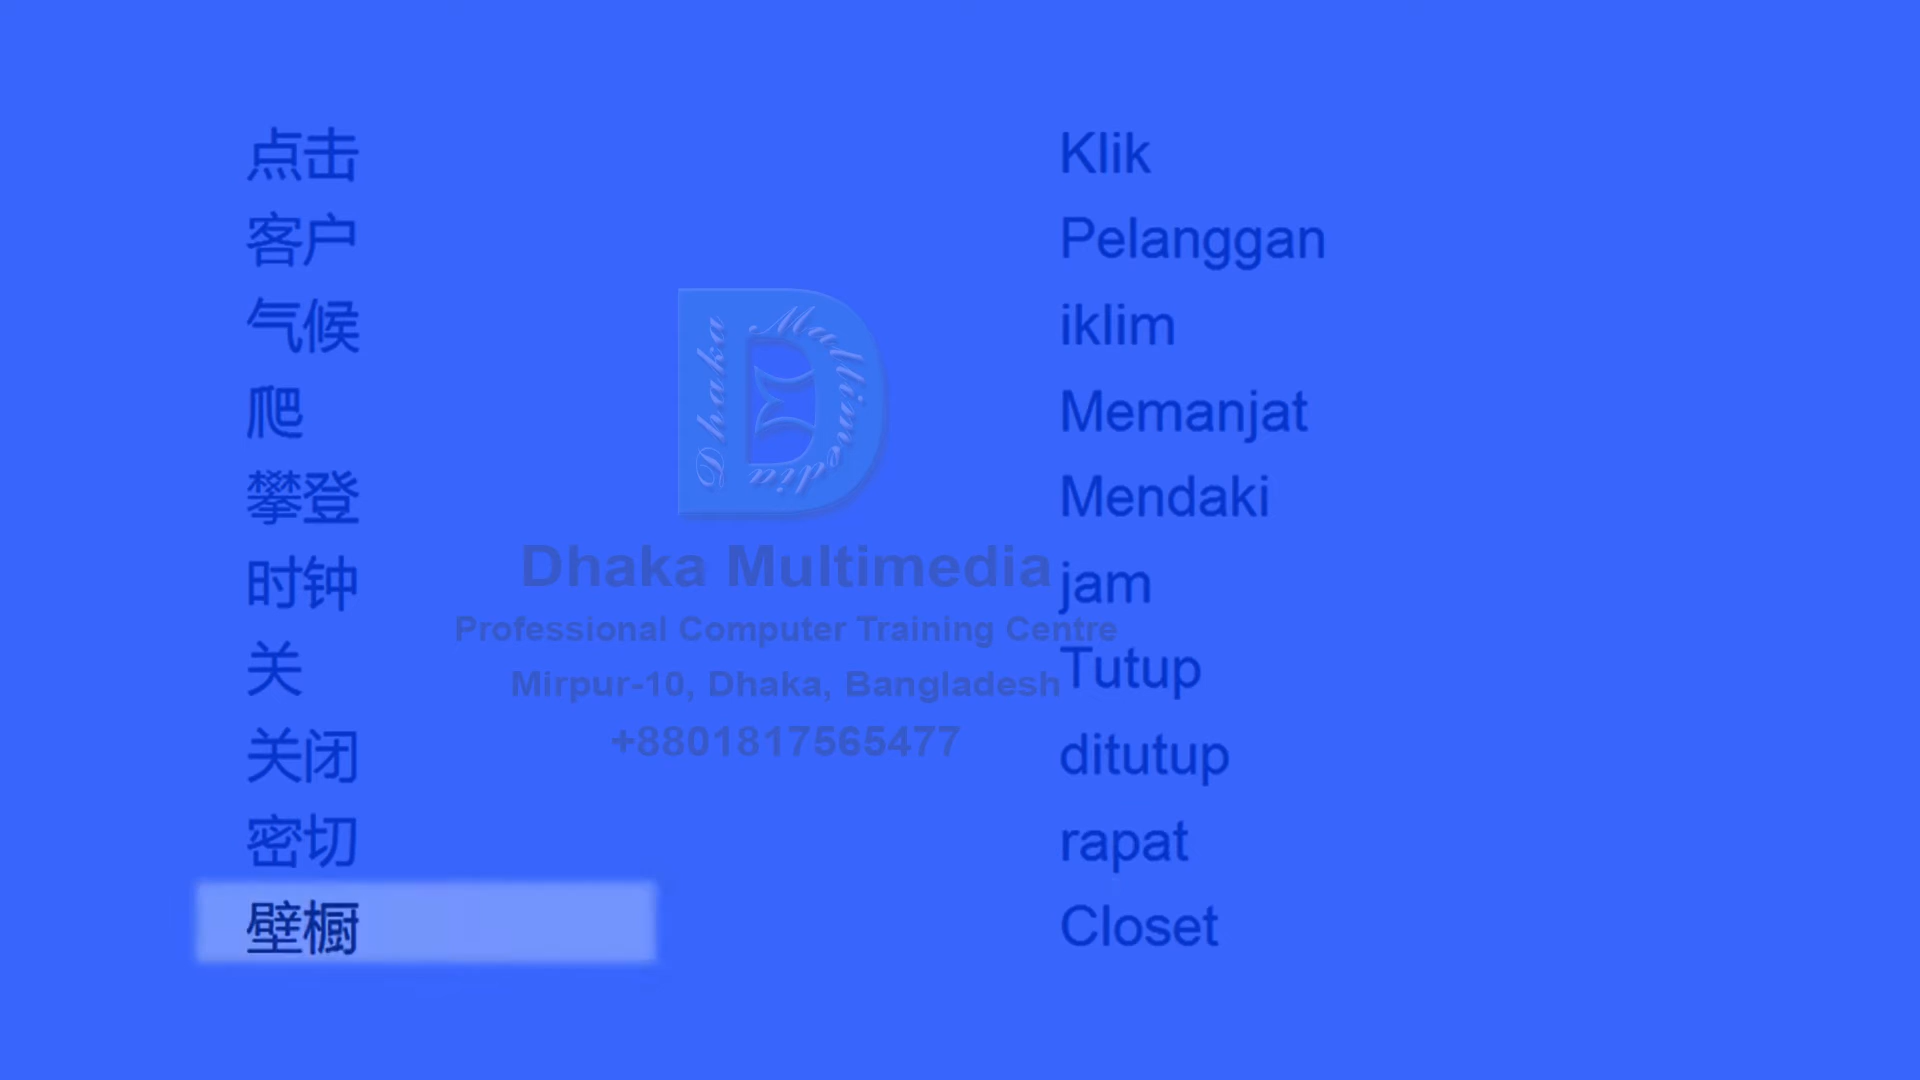 点击 Klik
客户 Pelanggan
气候 iklim
爬 Memanjat
攀登 Mendaki
时钟 jam
关 Tutup
关闭 ditutup
密切 rapat
壁橱 Closet
Dhaka Multimedia
Dhaka Multimedia
Professional Computer Training Centre
Mirpur-10, Dhaka, Bangladesh
+8801817565477